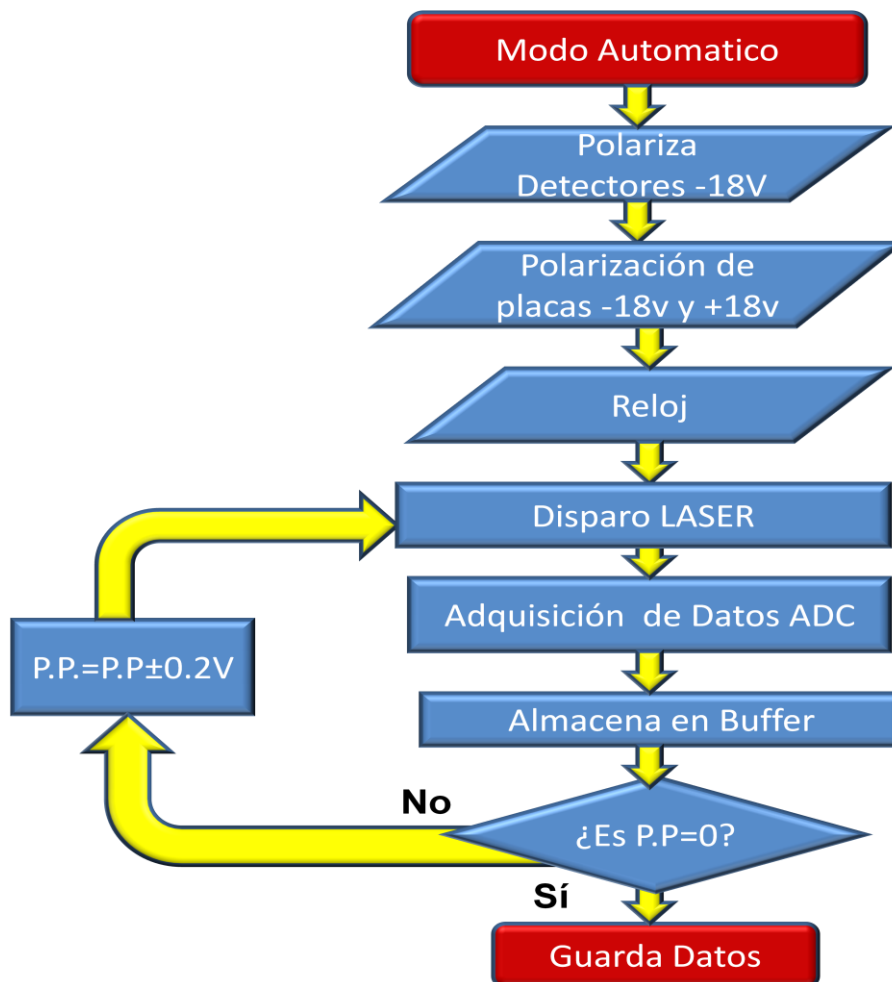 Modo Automatico
Polariza
Detectores -18V
Polarización de
placas -18v y +18v
Reloj
Disparo LASER
Adquisición de Datos ADC
P.P.=P.P±0.2V
Almacena en Buffer
No
¿Es P.P=0?
Sí
Guarda Datos